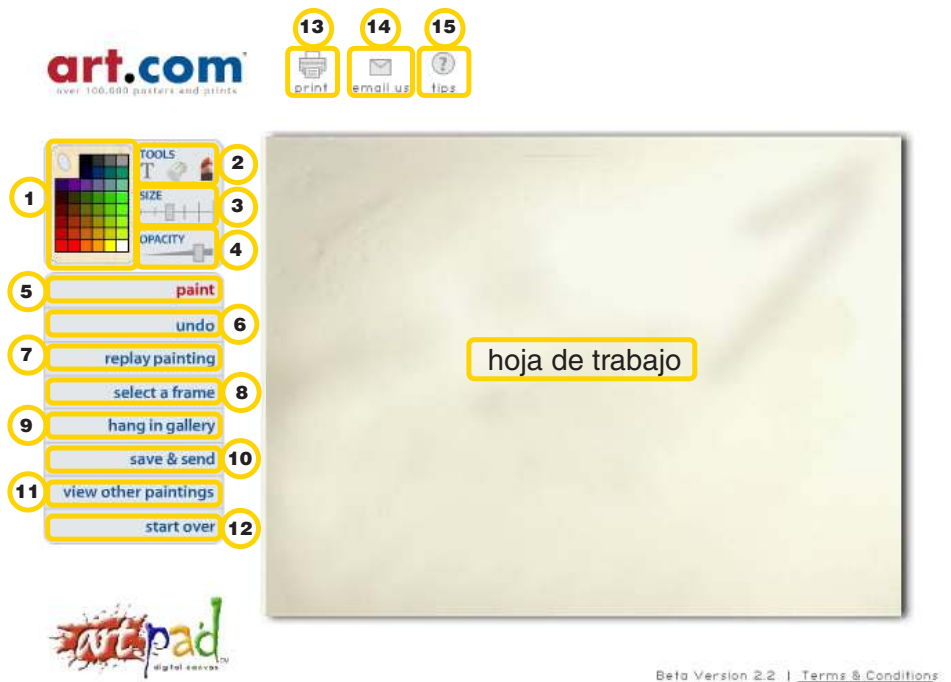 13 14 15
art.com
over 100,000 posters and prints
print email us tips
1
TOOLS
T
2
SIZE
3
OPACITY
4
5 paint
undo 6
7 replay painting
select a frame 8
9 hang in gallery
save & send 10
11 view other paintings
start over 12
hoja de trabajo
art.pad
digital canvas
Beta Version 2.2 | Terms & Conditions